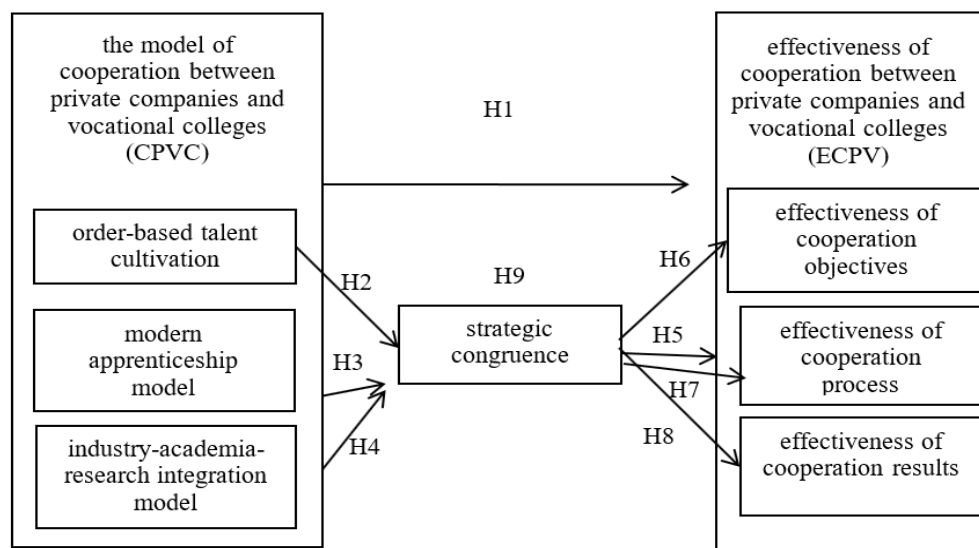 the model of
cooperation between
private companies and
vocational colleges
(CPVC)
order-based talent
cultivation
modern
apprenticeship
model
industry-academia-
research integration
model
H1
H2
H3
H4
H9
strategic
congruence
H6
H5
H7
H8
effectiveness of
cooperation between
private companies and
vocational colleges
(ECPV)
effectiveness of
cooperation
objectives
effectiveness of
cooperation
process
effectiveness of
cooperation results